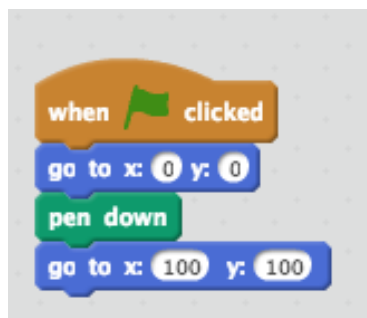 when clicked
go to x: 0 y: 0
pen down
go to x: 100 y: 100